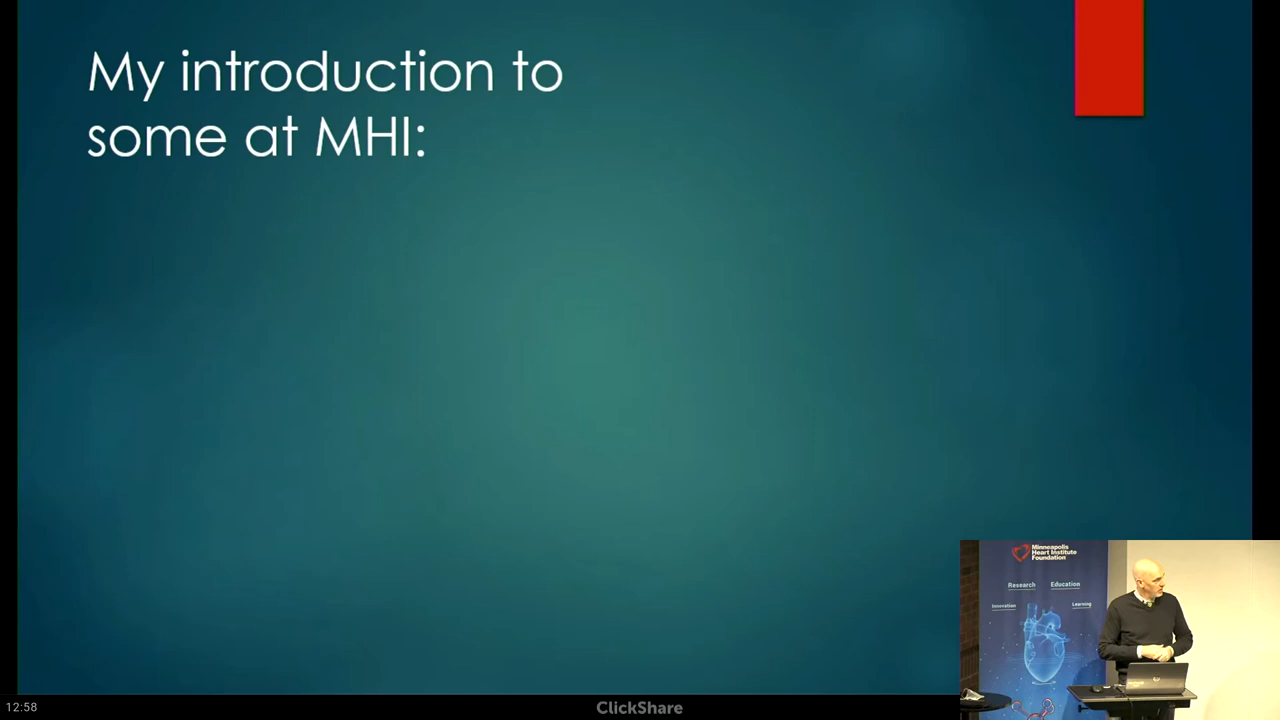 My introduction to
some at MHI:
Minneapolis
Heart Institute
Foundation
Research Education
Innovation Learning
12:58
ClickShare